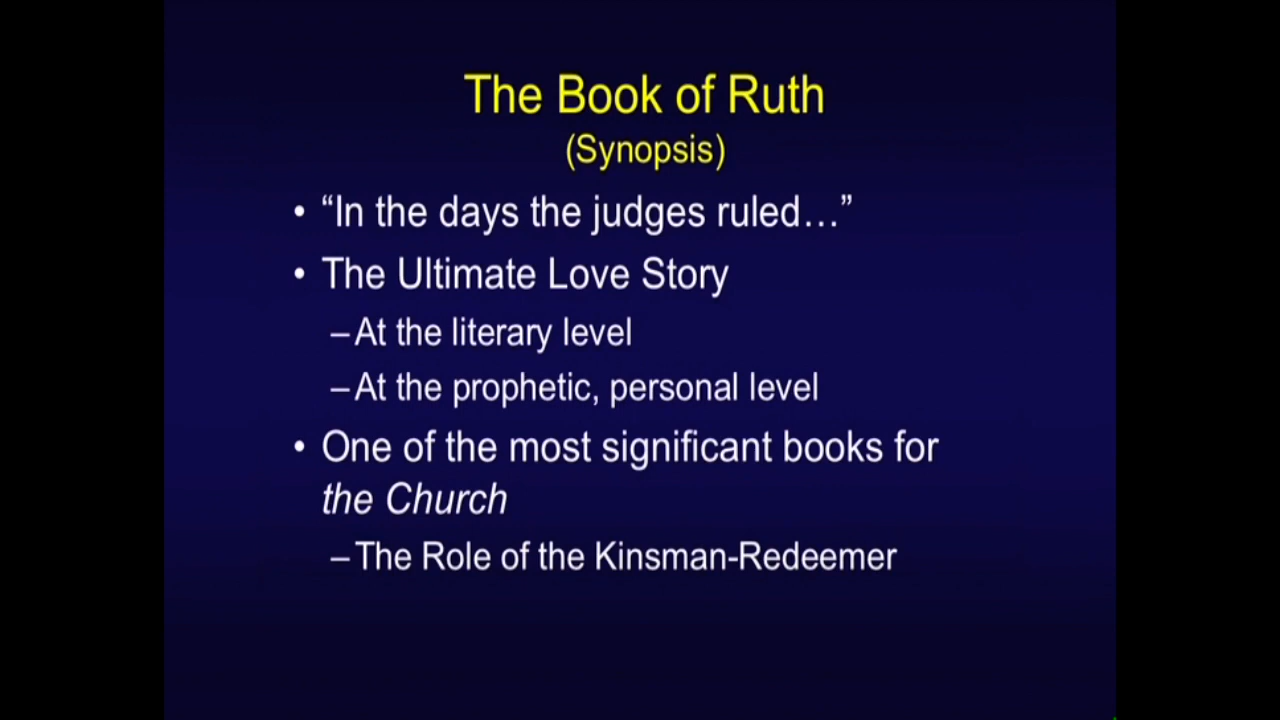 The Book of Ruth
(Synopsis)
• “In the days the judges ruled…”
• The Ultimate Love Story
–At the literary level
–At the prophetic, personal level
• One of the most significant books for
the Church
–The Role of the Kinsman-Redeemer